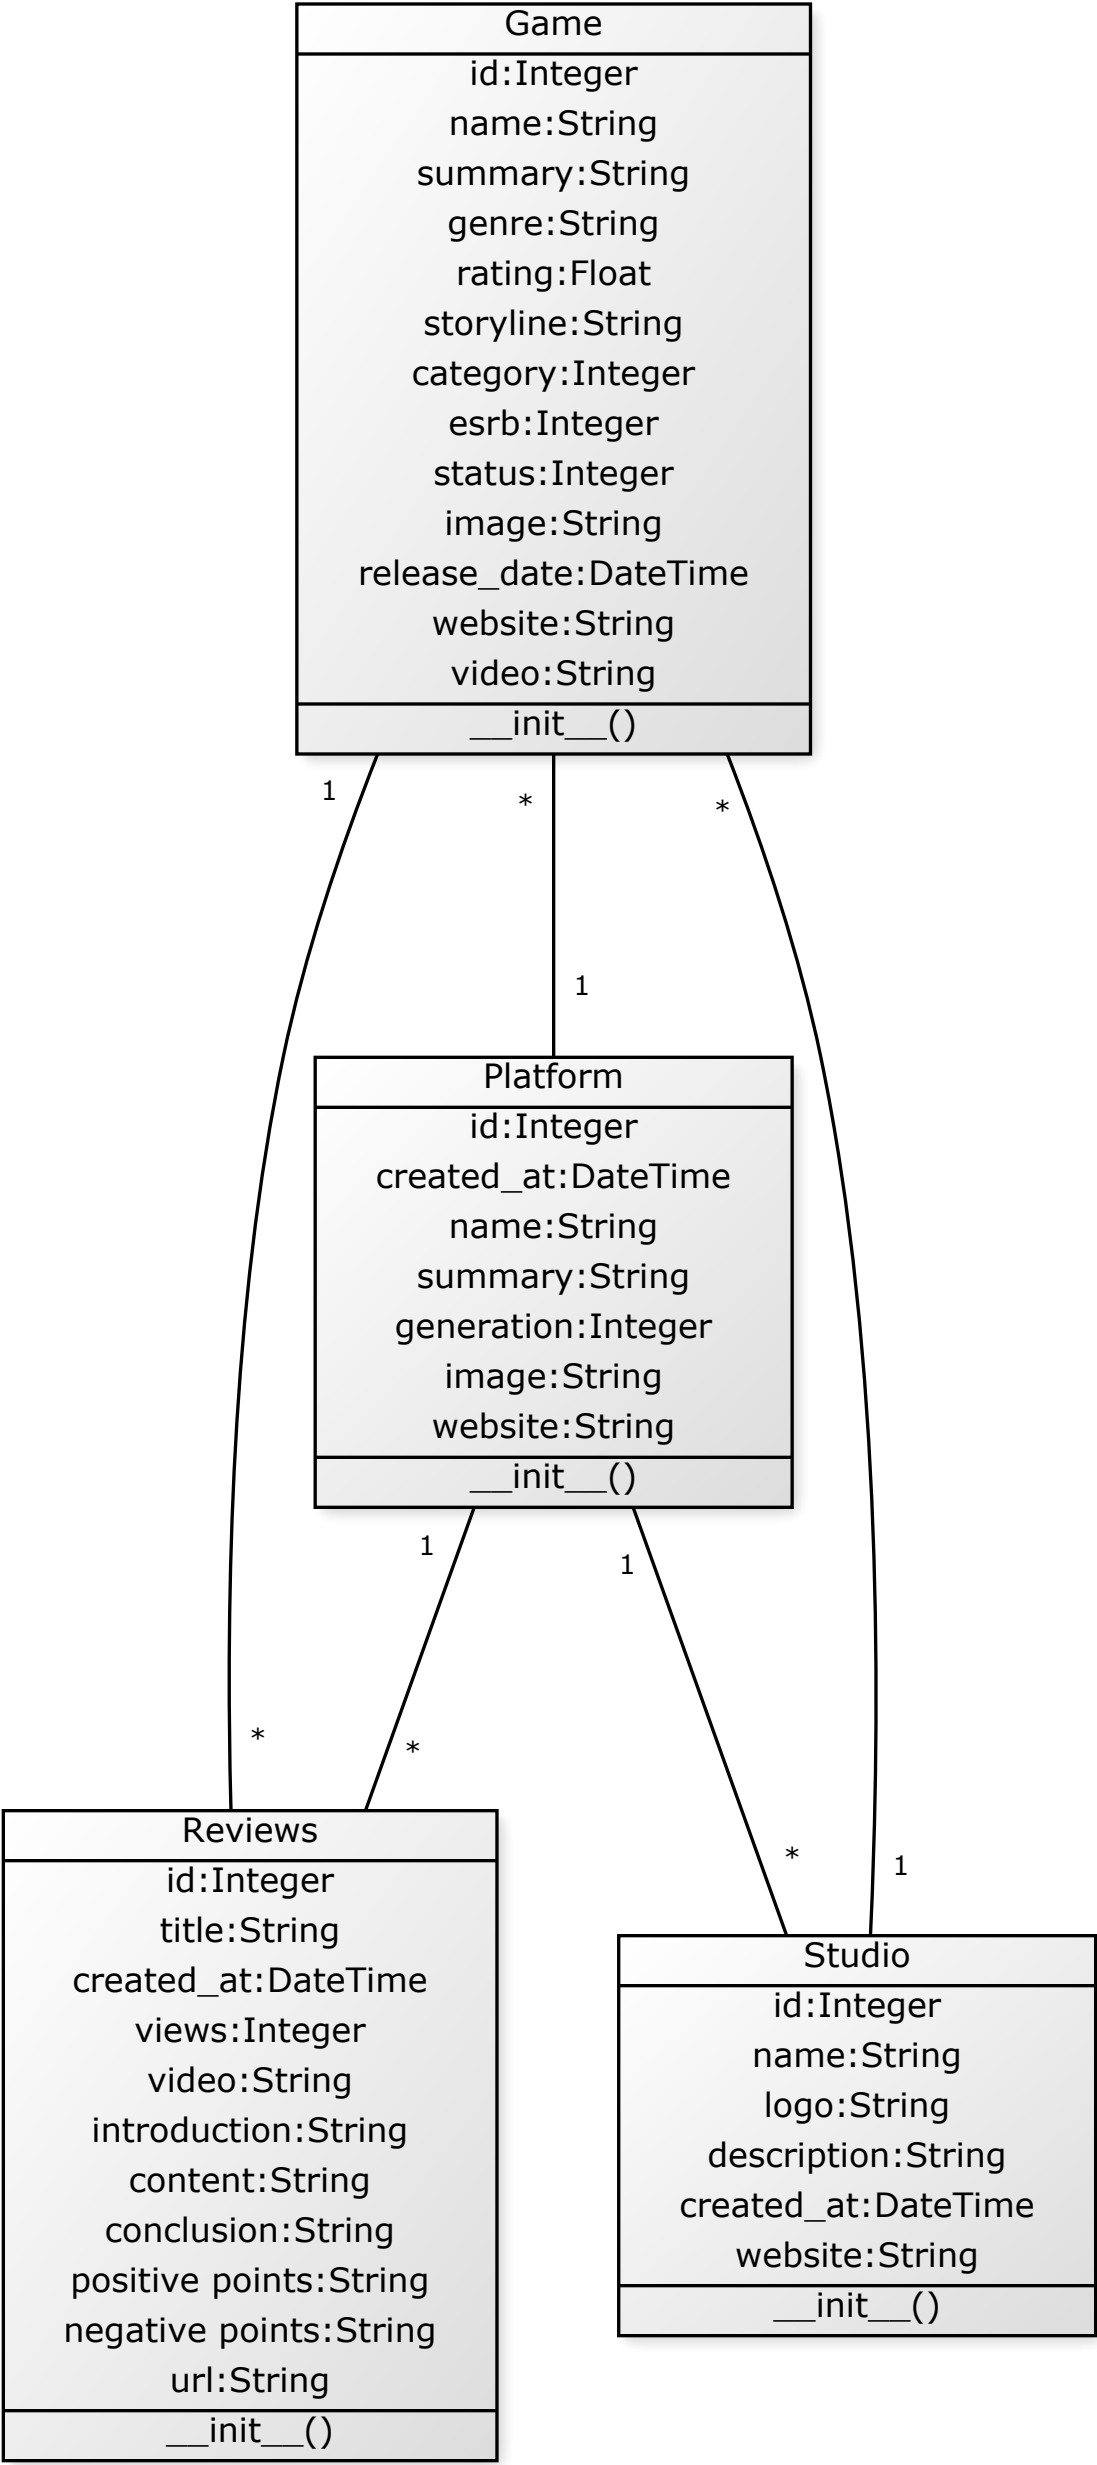 Game
id:Integer
name:String
summary:String
genre:String
rating:Float
storyline:String
category:Integer
esrb:Integer
status:Integer
image:String
release_date:DateTime
website:String
video:String
__init__()
1
*
*
1
Platform
id:Integer
created_at:DateTime
name:String
summary:String
generation:Integer
image:String
website:String
__init__()
1
1
*
*
*
1
Reviews
id:Integer
title:String
created_at:DateTime
views:Integer
video:String
introduction:String
content:String
conclusion:String
positive points:String
negative points:String
url:String
__init__()
Studio
id:Integer
name:String
logo:String
description:String
created_at:DateTime
website:String
__init__()